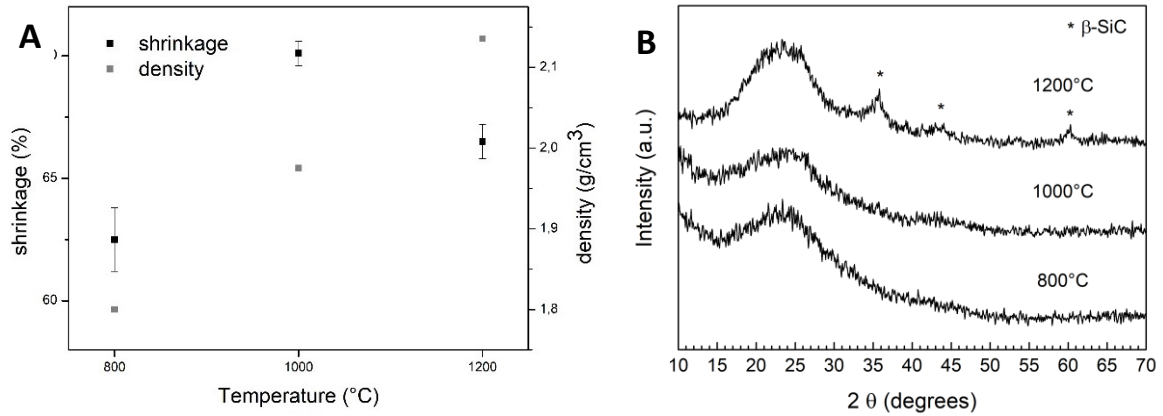 A
shrinkage
density
)
65
60
2,1
2,0
1,9
1,8
800
1000
1200
shrinkage (%)
density (g/cm³)
Temperature (°C)
B
* β-SiC
*
*
*
1200°C
1000°C
800°C
Intensity (a.u.)
10 15 20 25 30 35 40 45 50 55 60 65 70
2 θ (degrees)